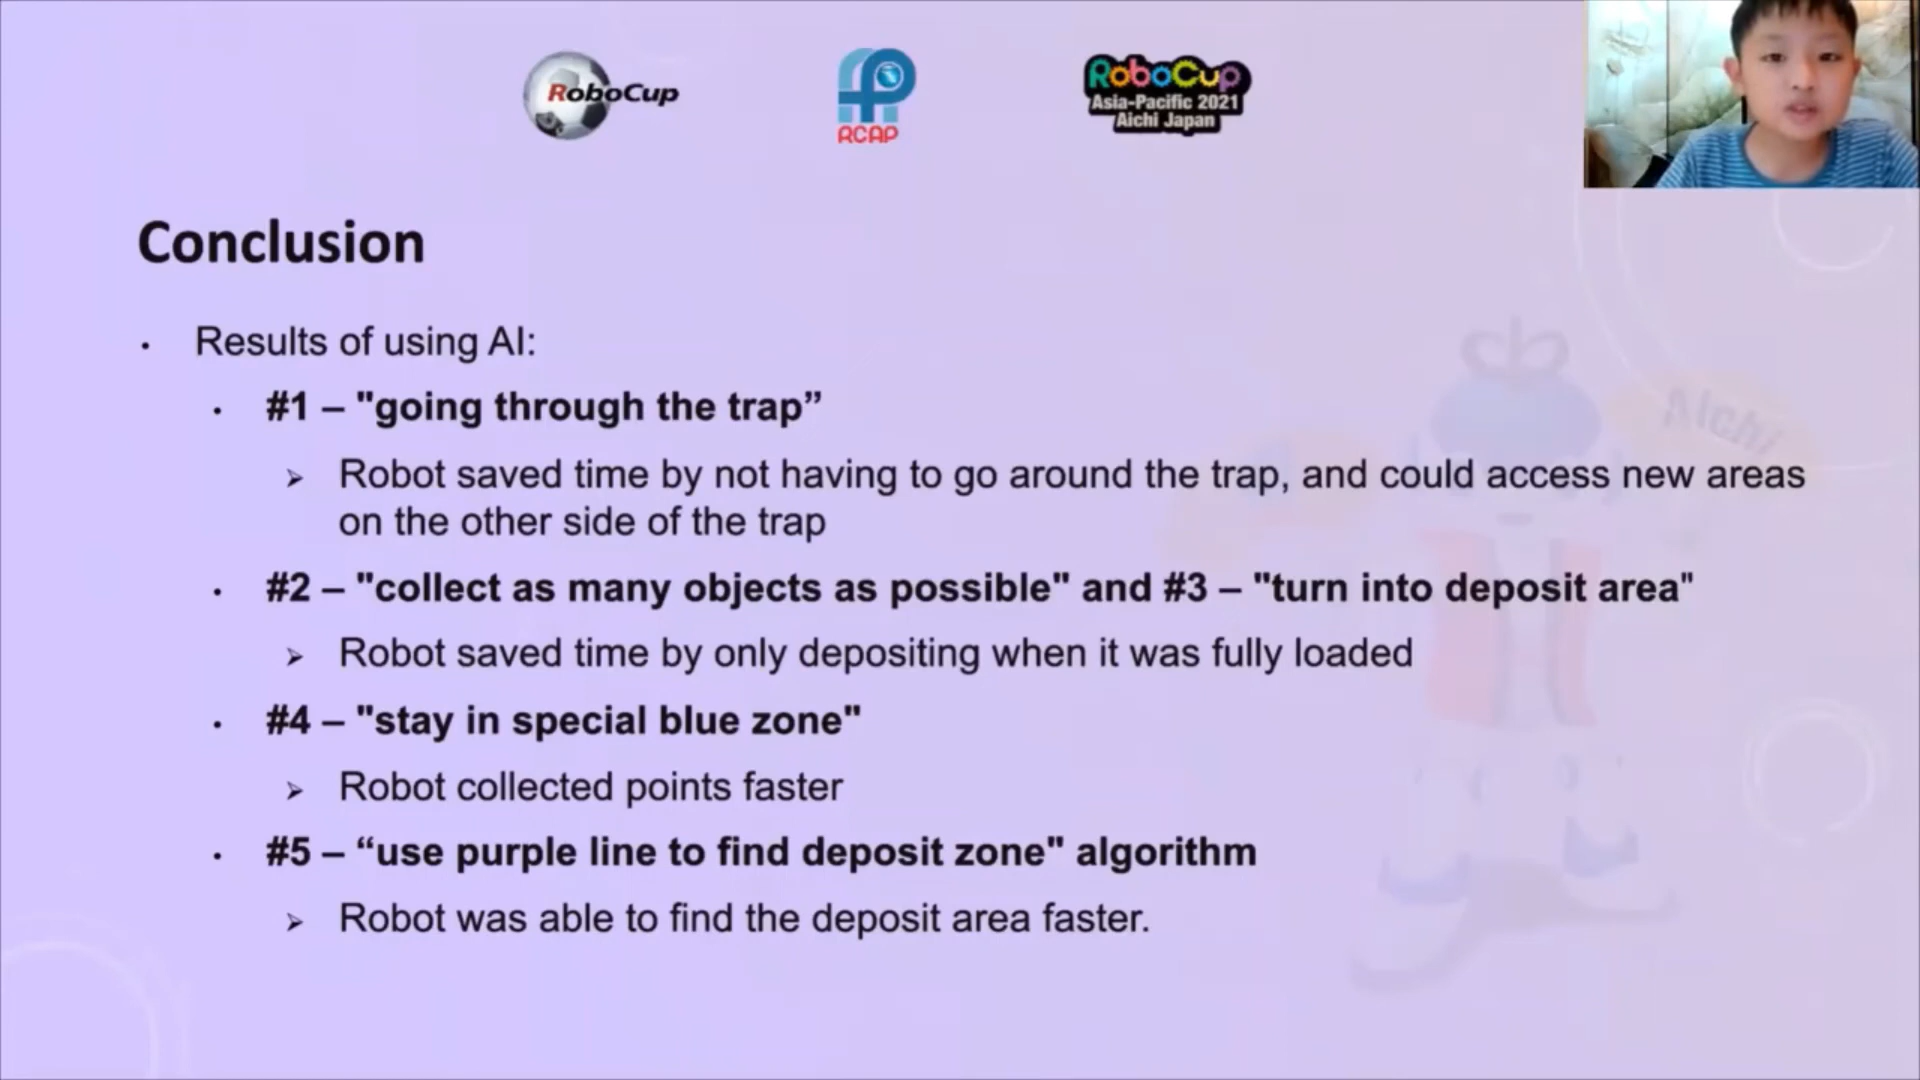 RoboCup
RCAP
RoboCup
Asia-Pacific 2021
Aichi Japan
Conclusion
• Results of using AI:
• #1 – "going through the trap”
➢ Robot saved time by not having to go around the trap, and could access new areas
on the other side of the trap
Aichi
• #2 – "collect as many objects as possible" and #3 – "turn into deposit area"
➢ Robot saved time by only depositing when it was fully loaded
• #4 – "stay in special blue zone"
➢ Robot collected points faster
• #5 – “use purple line to find deposit zone" algorithm
➢ Robot was able to find the deposit area faster.